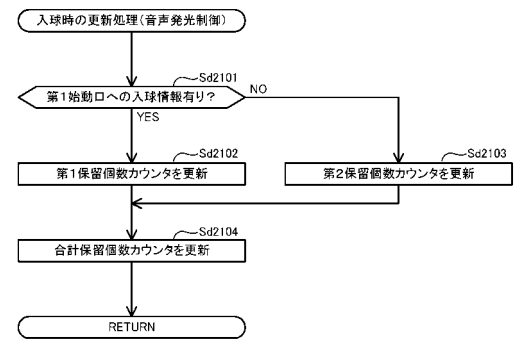 入球時の更新処理(音声発光制御)
Sd2101
第1始動口への入球情報有り?
NO
YES
Sd2102
第1保留個数カウンタを更新
Sd2103
第2保留個数カウンタを更新
Sd2104
合計保留個数カウンタを更新
RETURN